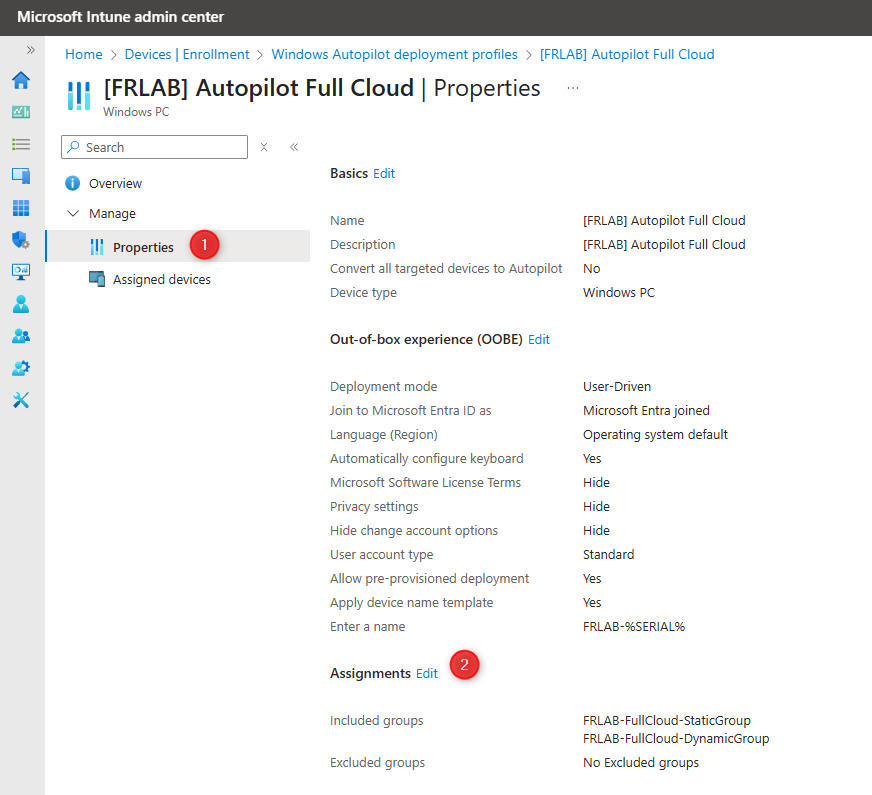 Microsoft Intune admin center
Home > Devices | Enrollment > Windows Autopilot deployment profiles > [FRLAB] Autopilot Full Cloud
[FRLAB] Autopilot Full Cloud | Properties ...
Windows PC
Search
Overview
Manage
Properties 1
Assigned devices
Basics Edit
Name [FRLAB] Autopilot Full Cloud
Description [FRLAB] Autopilot Full Cloud
Convert all targeted devices to Autopilot No
Device type Windows PC
Out-of-box experience (OOBE) Edit
Deployment mode User-Driven
Join to Microsoft Entra ID as Microsoft Entra joined
Language (Region) Operating system default
Automatically configure keyboard Yes
Microsoft Software License Terms Hide
Privacy settings Hide
Hide change account options Hide
User account type Standard
Allow pre-provisioned deployment Yes
Apply device name template Yes
Enter a name FRLAB-%SERIAL%
Assignments Edit 2
Included groups FRLAB-FullCloud-StaticGroup
FRLAB-FullCloud-DynamicGroup
Excluded groups No Excluded groups